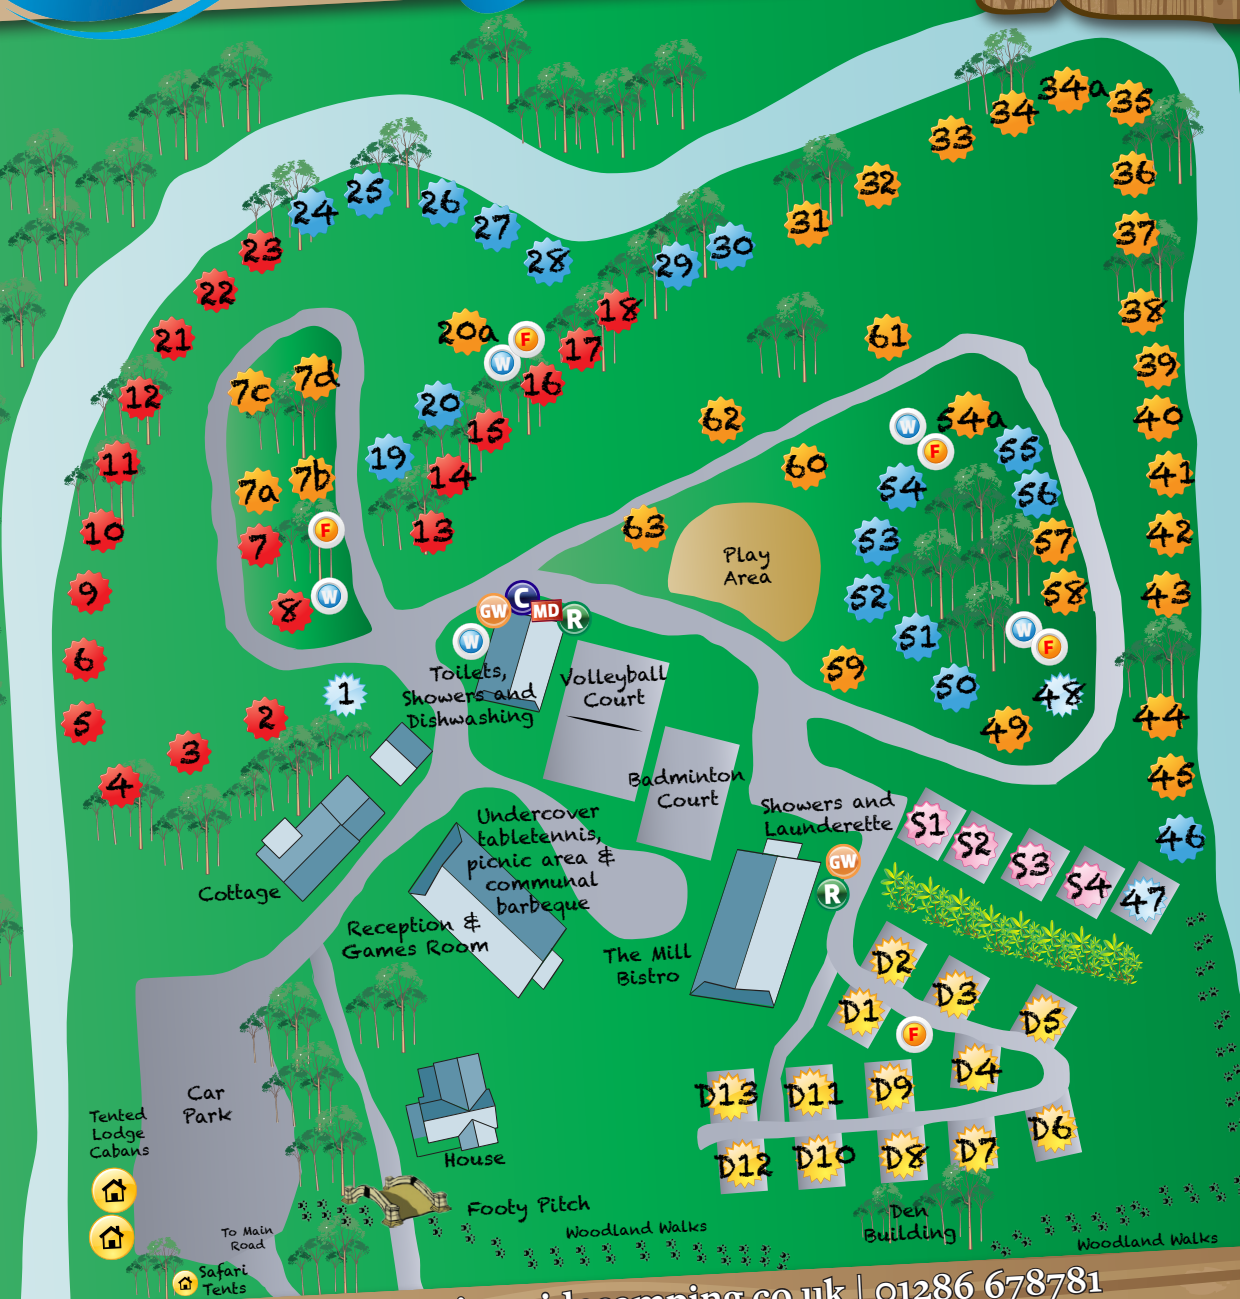 34a
35
34
33
36
32
25
26
24
31
27
37
30
23
28
29
22
38
18
20a
F
61
21
17
W
39
7d
16
7c
12
20
54a
40
62
W
15
F
55
19
11
60
41
14
7b
54
56
7a
63
10
F
13
42
53
57
7
Play
Area
9
W
C
52
58
43
8
GW
MD
R
51
W
W
F
6
Toilets,
Showers and
Dishwashing
Volleyball
Court
59
50
48
1
2
5
44
49
3
4
Badminton
Court
45
Showers and
Launderette
Undercover
tabletennis,
picnic area &
communal
barbeque
S1
S2
46
S3
GW
S4
R
47
Cottage
Reception &
Games Room
The Mill
Bistro
D2
D3
D1
D5
F
D4
Car
Park
D13
D11
D9
Tented
Lodge
Cabans
D6
D12
D10
D8
D7
House
Footy Pitch
Den
Building
To Main
Road
Woodland Walks
Woodland Walks
Safari
Tents
camping.co.uk | 01286 678781